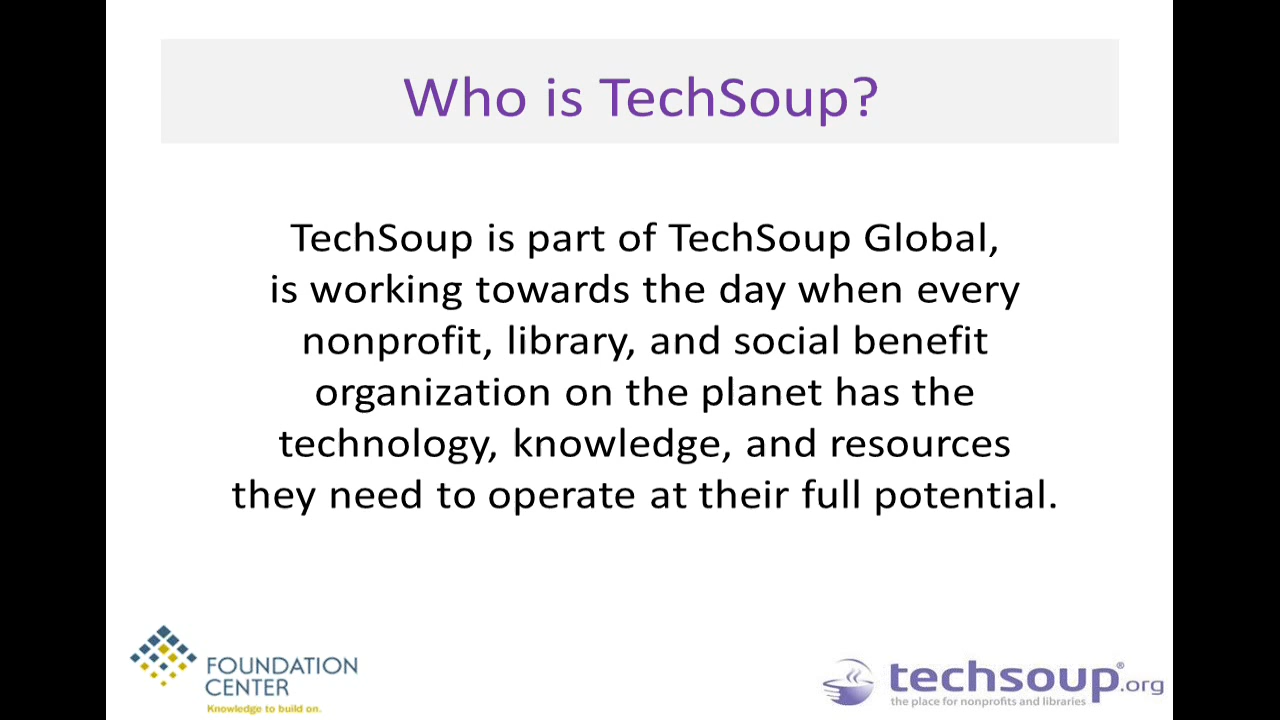 Who is TechSoup?
TechSoup is part of TechSoup Global,
is working towards the day when every
nonprofit, library, and social benefit
organization on the planet has the
technology, knowledge, and resources
they need to operate at their full potential.
FOUNDATION
CENTER
Knowledge to build on.
techsoup®.org
the place for nonprofits and libraries